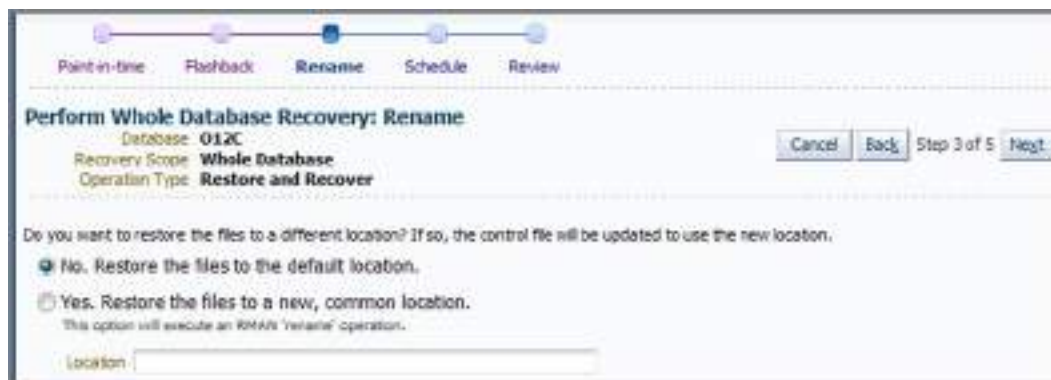 Point-in-time Flashback Rename Schedule Review
Perform Whole Database Recovery: Rename
Database O12C
Recovery Scope Whole Database
Operation Type Restore and Recover
Cancel Back Step 3 of 5 Next
Do you want to restore the files to a different location? If so, the control file will be updated to use the new location.
No. Restore the files to the default location.
Yes. Restore the files to a new, common location.
This option will execute an RMAN 'rename' operation.
Location